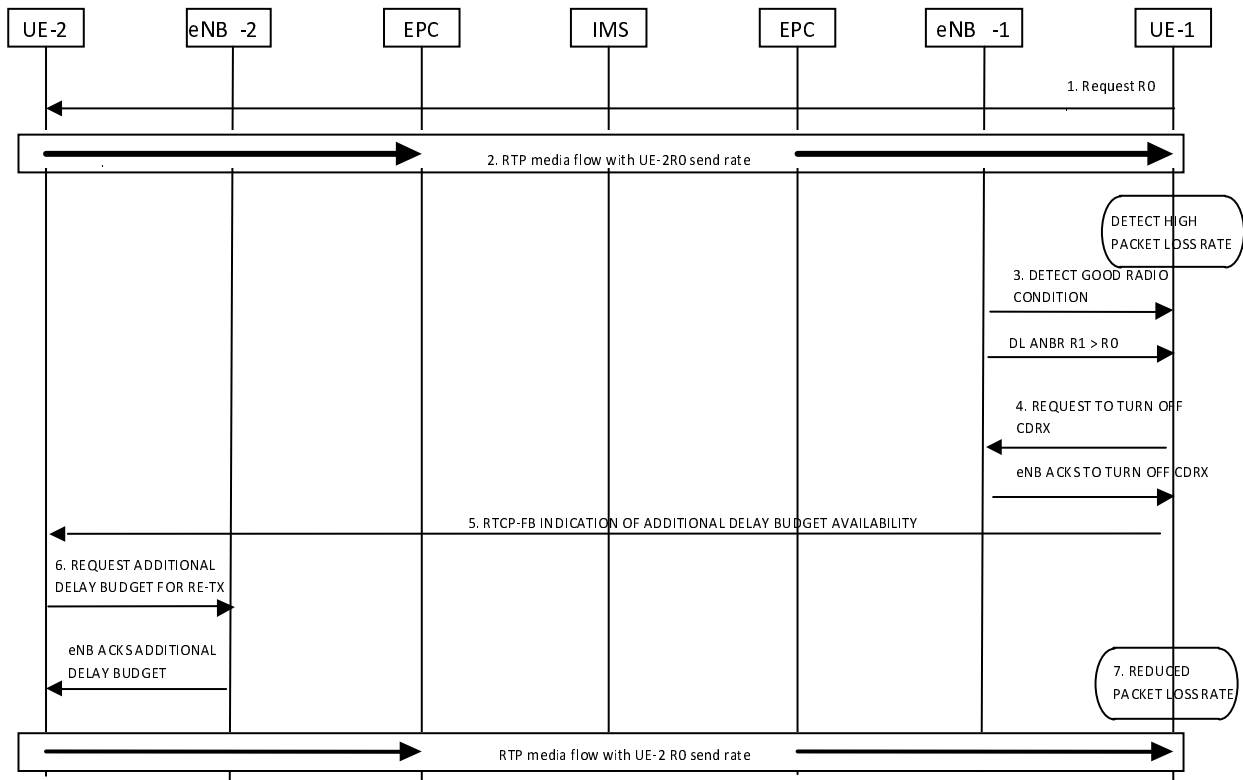 UE-2
eNB -2
EPC
IMS
EPC
eNB -1
UE-1
1. Request R0
2. RTP media flow with UE-2R0 send rate
DETECT HIGH
PACKET LOSS RATE
3. DETECT GOOD RADIO
CONDITION
DL ANBR R1 > R0
4. REQUEST TO TURN OFF
CDRX
eNB ACKS TO TURN OFF CDRX
5. RTCP-FB INDICATION OF ADDITIONAL DELAY BUDGET AVAILABILITY
6. REQUEST ADDITIONAL
DELAY BUDGET FOR RE-TX
eNB ACKS ADDITIONAL
DELAY BUDGET
7. REDUCED
PACKET LOSS RATE
RTP media flow with UE-2 R0 send rate